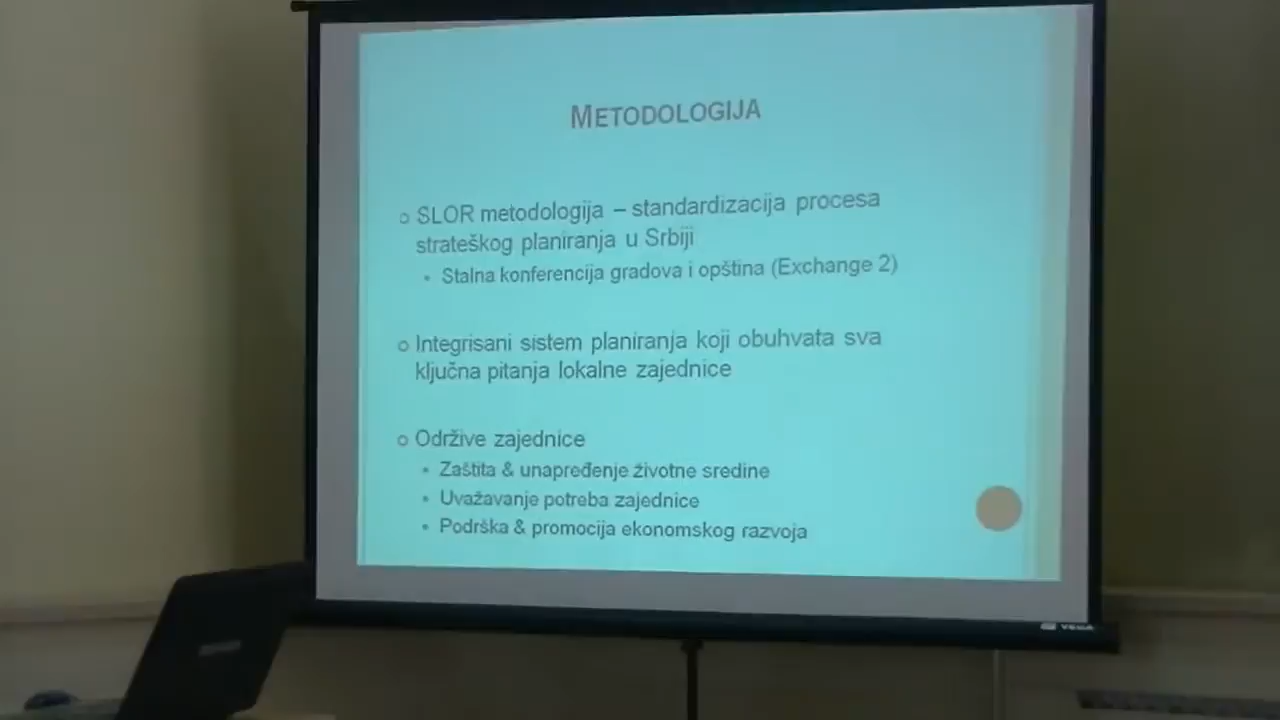 METODOLOGIJA
SLOR metodologija – standardizacija procesa
strateškog planiranja u Srbiji
Stalna konferencija gradova i opština (Exchange 2)
Integrisani sistem planiranja koji obuhvata sva
ključna pitanja lokalne zajednice
Održive zajednice
Zaštita & unapređenje životne sredine
Uvažavanje potreba zajednice
Podrška & promocija ekonomskog razvoja